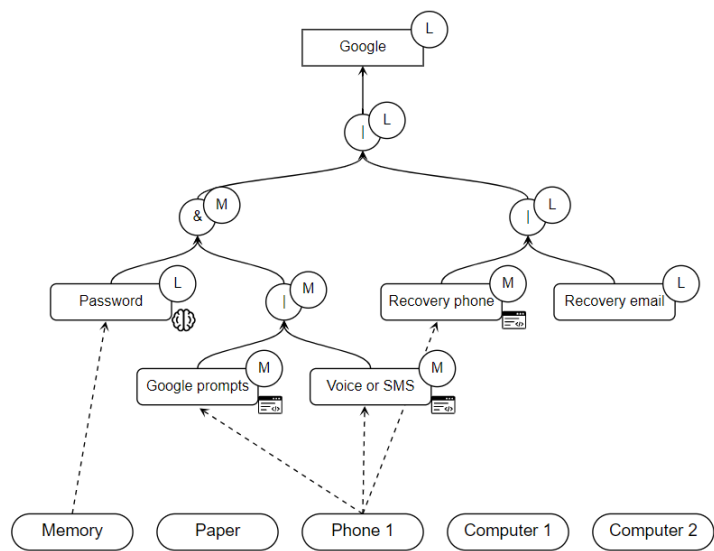 Google
L
|
L
&
M
|
L
Password
L
|
M
Recovery phone
M
Recovery email
L
Google prompts
M
Voice or SMS
M
Memory
Paper
Phone 1
Computer 1
Computer 2